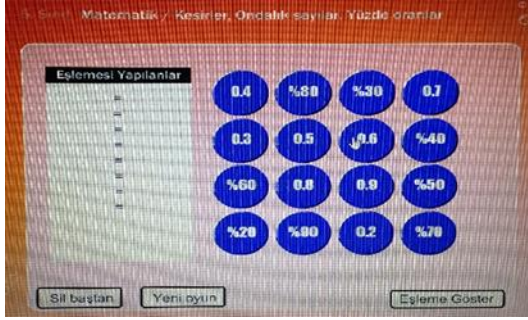 5. Sınıf Matematik / Kesirler, Ondalık sayılar, Yüzde oranlar
Eşlemesi Yapılanlar
=
=
=
=
=
=
=
=
0.4 %80 %30 0.7
0.3 0.5 0.6 %40
%60 0.8 0.9 %50
%20 %90 0.2 %70
Sil baştan Yeni oyun Eşleme Göster